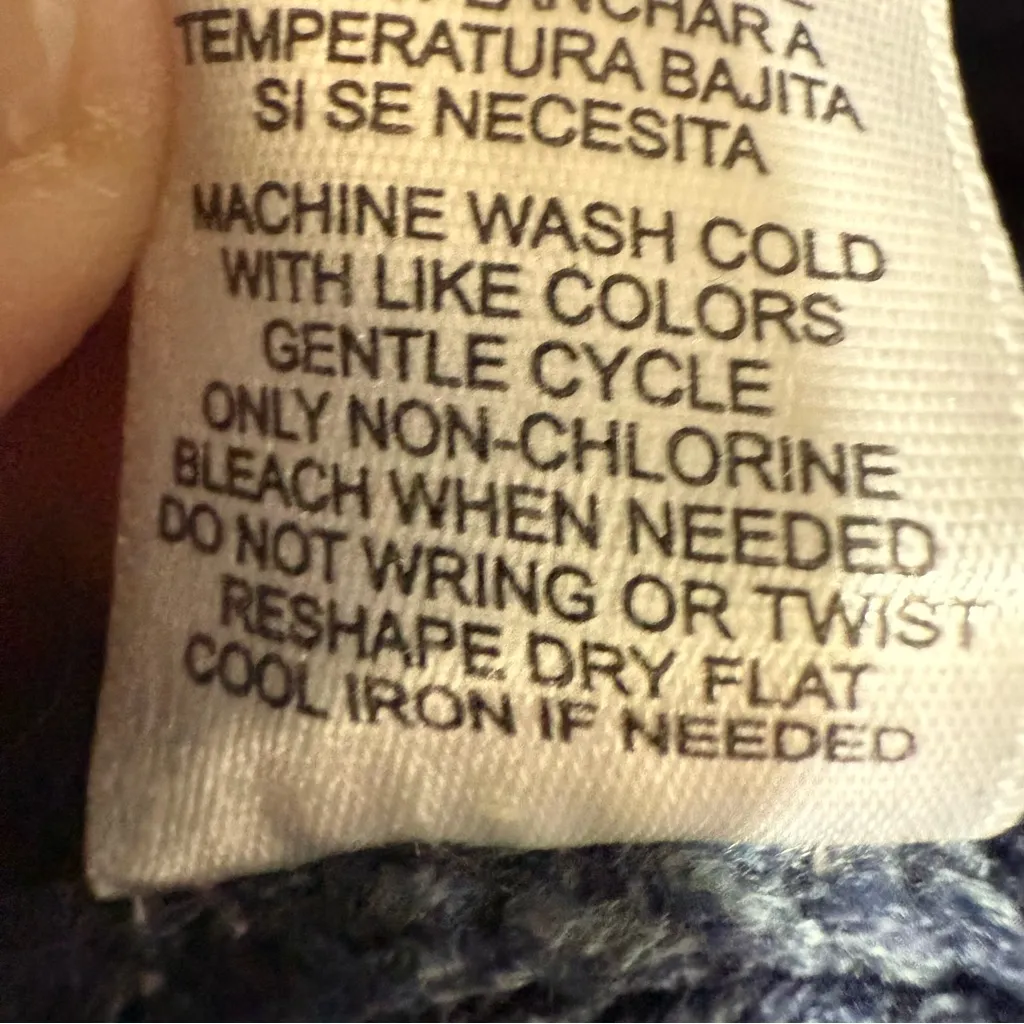 PLANCHAR A
TEMPERATURA BAJITA
SI SE NECESITA
MACHINE WASH COLD
WITH LIKE COLORS
GENTLE CYCLE
ONLY NON-CHLORINE
BLEACH WHEN NEEDED
DO NOT WRING OR TWIST
RESHAPE DRY FLAT
COOL IRON IF NEEDED